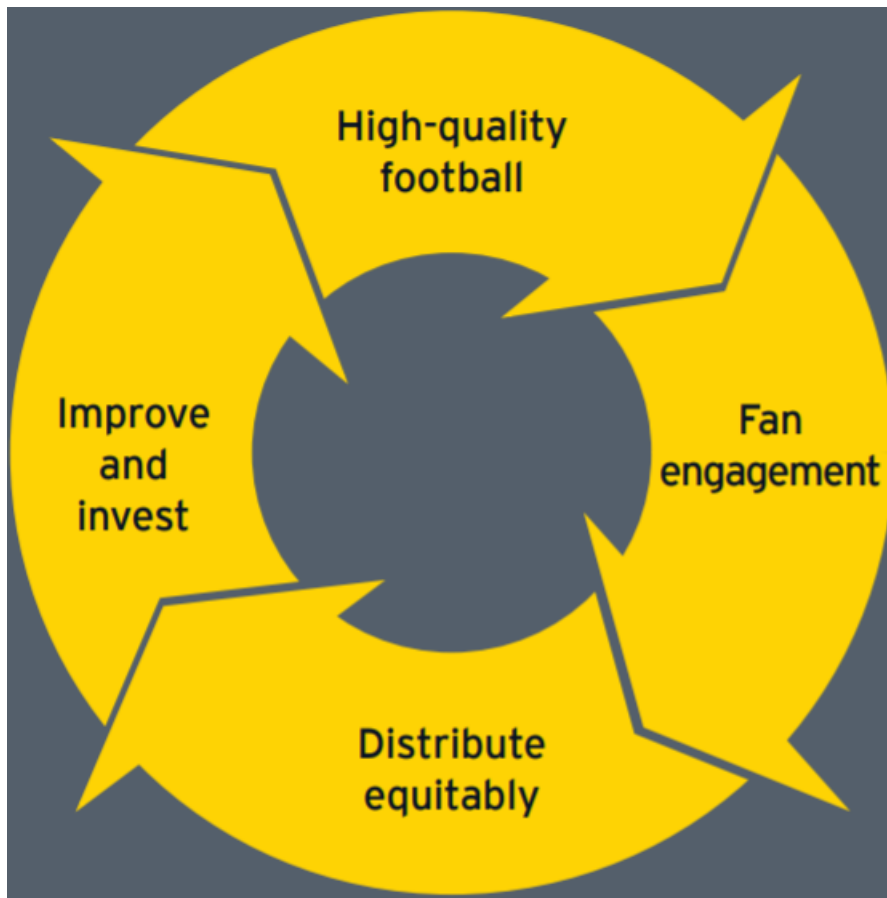 High-quality
football
Fan
engagement
Distribute
equitably
Improve
and
invest